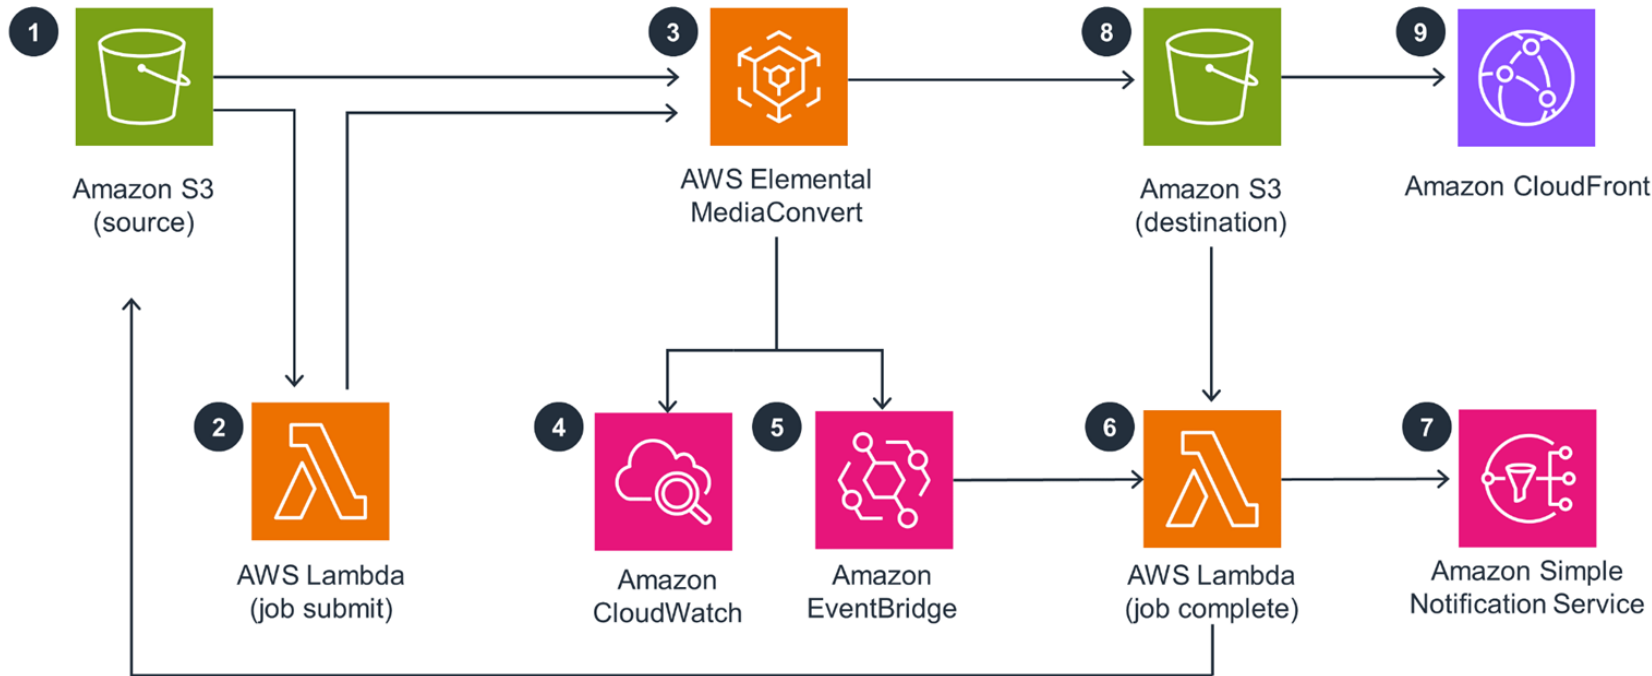 1
Amazon S3
(source)
3
AWS Elemental
MediaConvert
8
Amazon S3
(destination)
9
Amazon CloudFront
2
AWS Lambda
(job submit)
4
Amazon
CloudWatch
5
Amazon
EventBridge
6
AWS Lambda
(job complete)
7
Amazon Simple
Notification Service